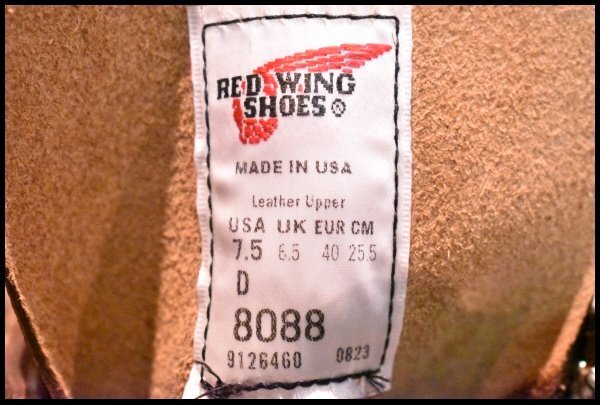 RED WING
SHOES ®
MADE IN USA
Leather Upper
USA UK EUR CM
7.5 6.5 40 25.5
D
8088
9126460 0823